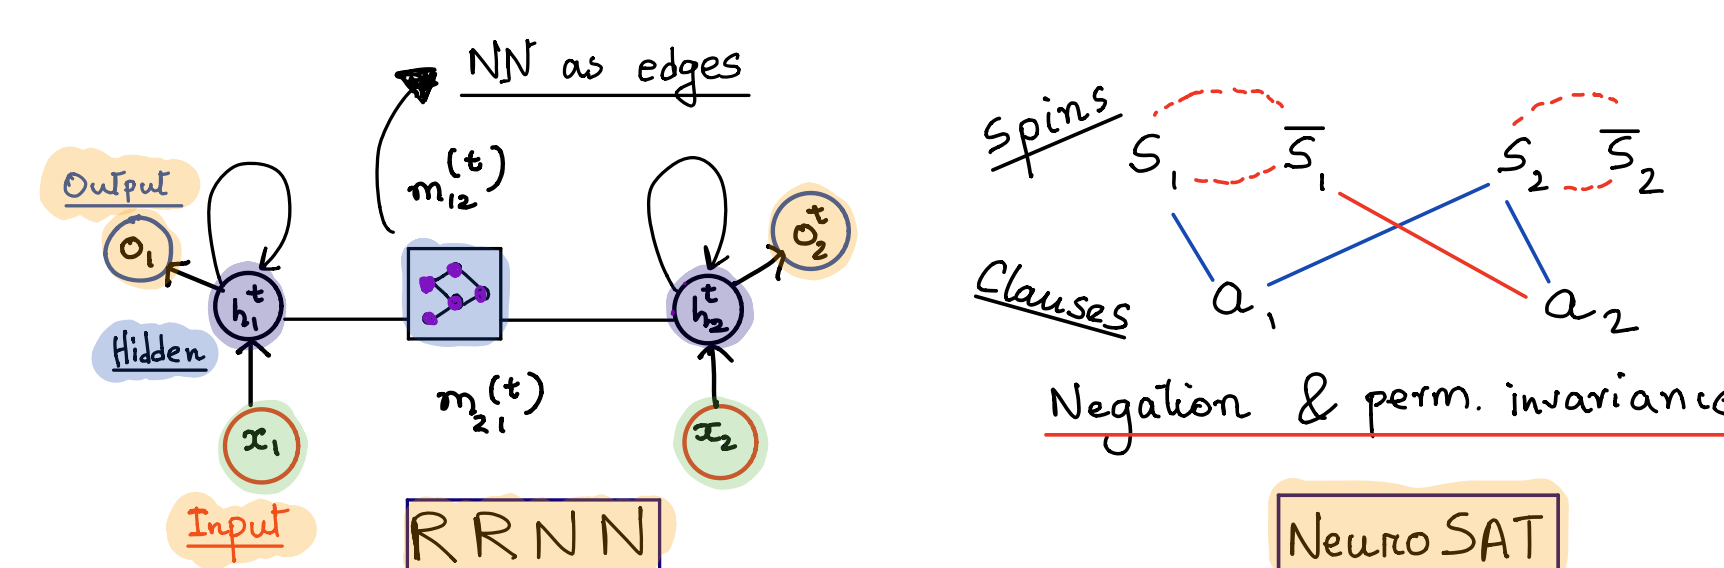 NN as edges
m₁₂⁽ᵗ⁾
Output
O₁
O₂ᵗ
h₁ᵗ
h₂ᵗ
Hidden
m₂₁⁽ᵗ⁾
x₁
x₂
Input
RRNN
Spins
S₁ S̅₁ S₂ S̅₂
Clauses
a₁ a₂
Negation & perm. invariance
NeuroSAT